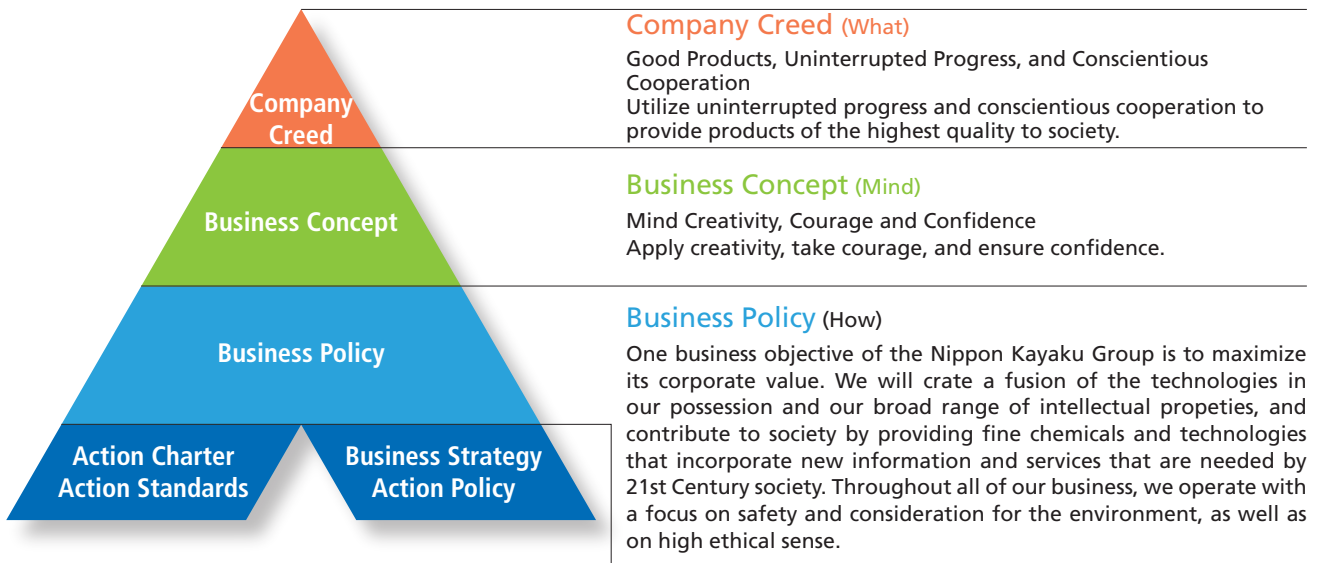 Company
Creed
Business Concept
Business Policy
Action Charter
Action Standards
Business Strategy
Action Policy
Company Creed (What)
Good Products, Uninterrupted Progress, and Conscientious
Cooperation
Utilize uninterrupted progress and conscientious cooperation to
provide products of the highest quality to society.
Business Concept (Mind)
Mind Creativity, Courage and Confidence
Apply creativity, take courage, and ensure confidence.
Business Policy (How)
One business objective of the Nippon Kayaku Group is to maximize
its corporate value. We will crate a fusion of the technologies in
our possession and our broad range of intellectual propeties, and
contribute to society by providing fine chemicals and technologies
that incorporate new information and services that are needed by
21st Century society. Throughout all of our business, we operate with
a focus on safety and consideration for the environment, as well as
on high ethical sense.